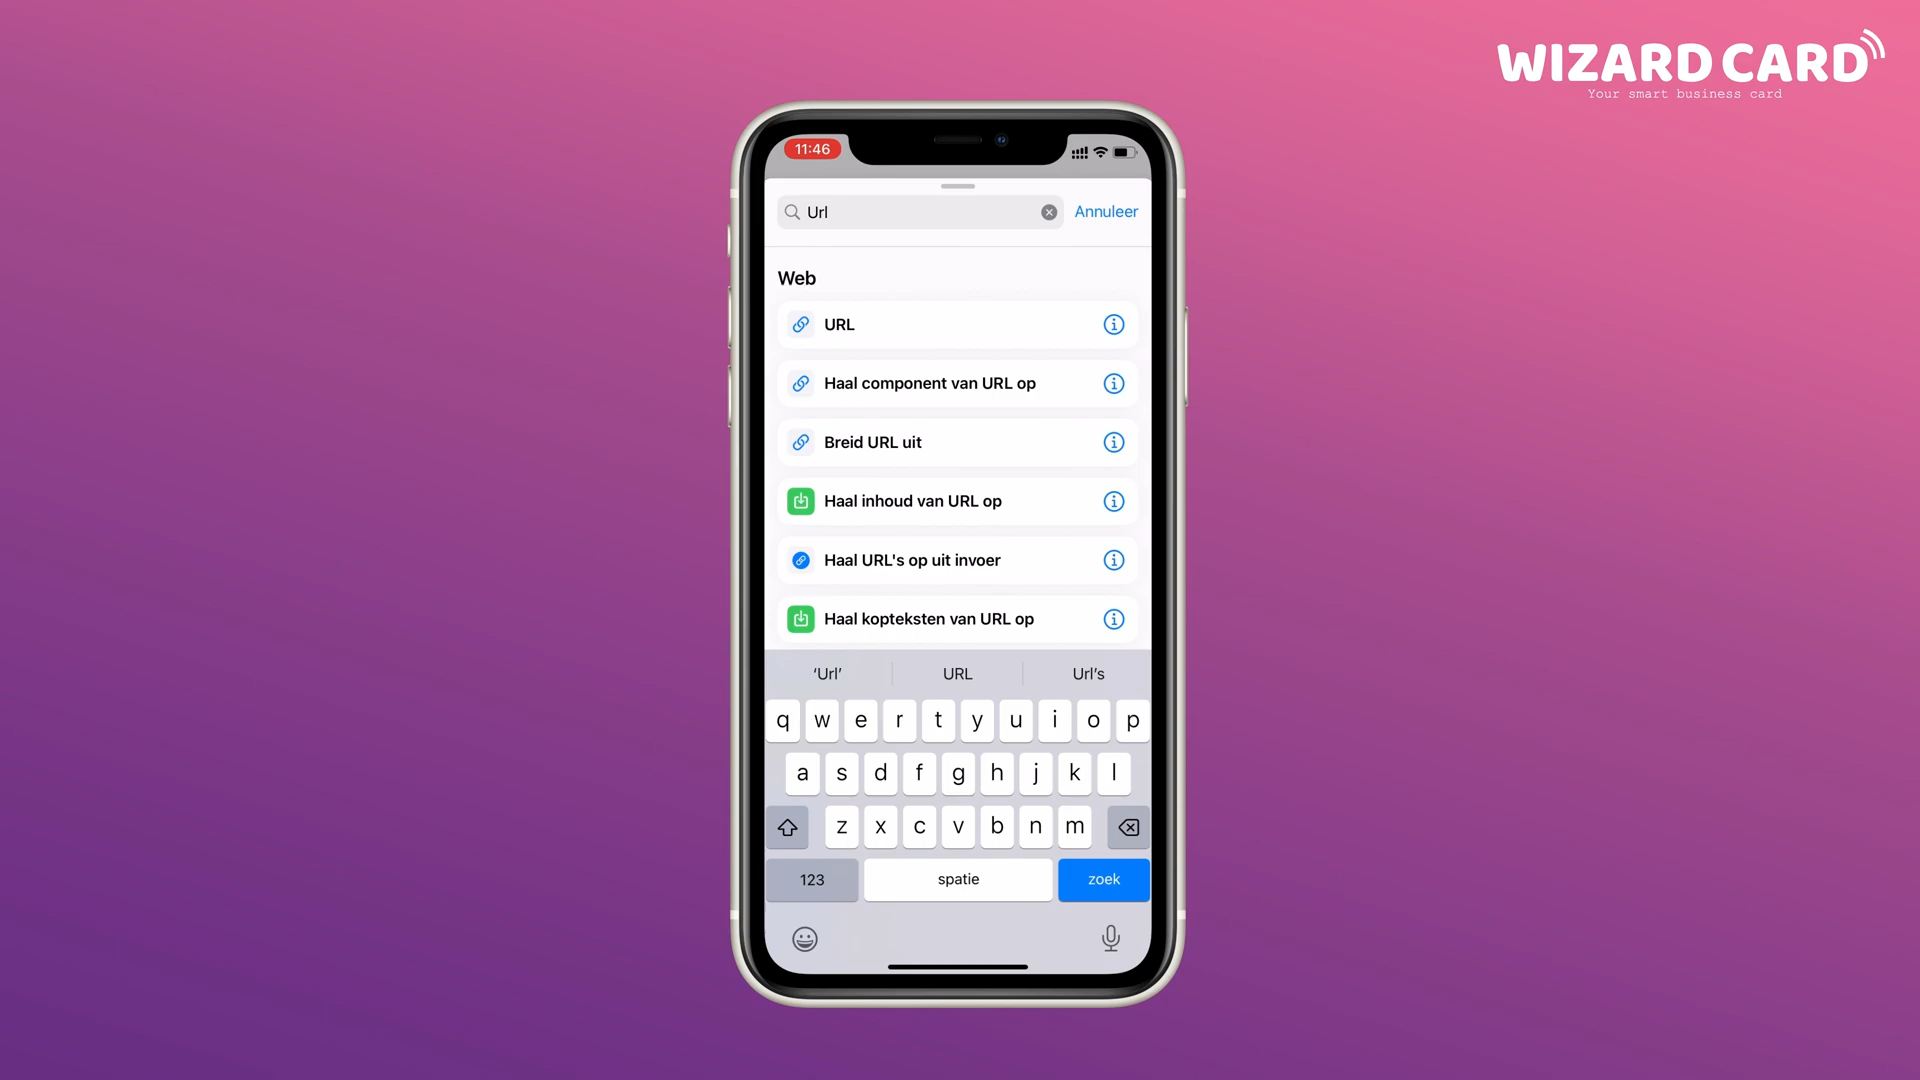 WIZARD CARD
Your smart business card
11:46
Url
Annuleer
Web
URL
Haal component van URL op
Breid URL uit
Haal inhoud van URL op
Haal URL's op uit invoer
Haal kopteksten van URL op
‘Url’ URL Url’s
q w e r t y u i o p
a s d f g h j k l
z x c v b n m
123 spatie zoek